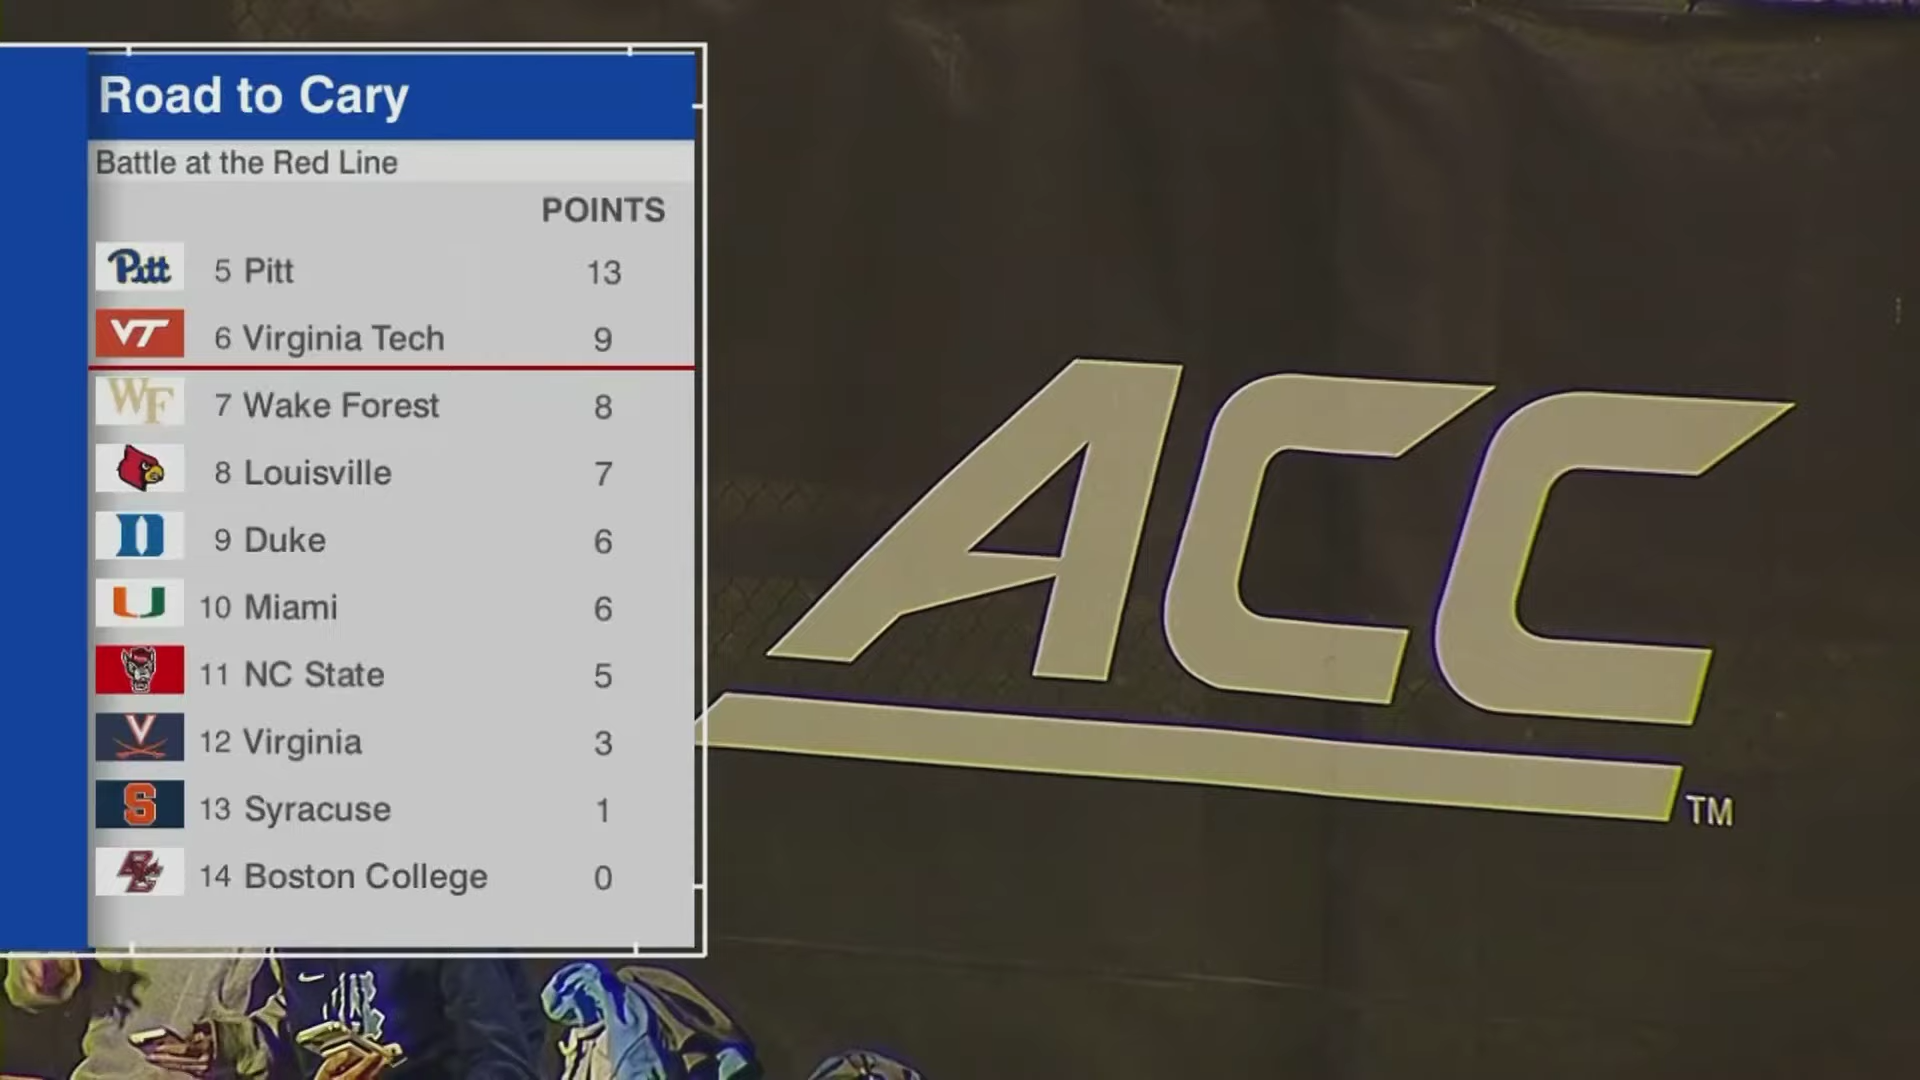 Road to Cary
Battle at the Red Line
POINTS
Pitt 5 Pitt 13
VT 6 Virginia Tech 9
WF 7 Wake Forest 8
8 Louisville 7
D 9 Duke 6
U 10 Miami 6
11 NC State 5
V 12 Virginia 3
S 13 Syracuse 1
BC 14 Boston College 0
ACC
TM